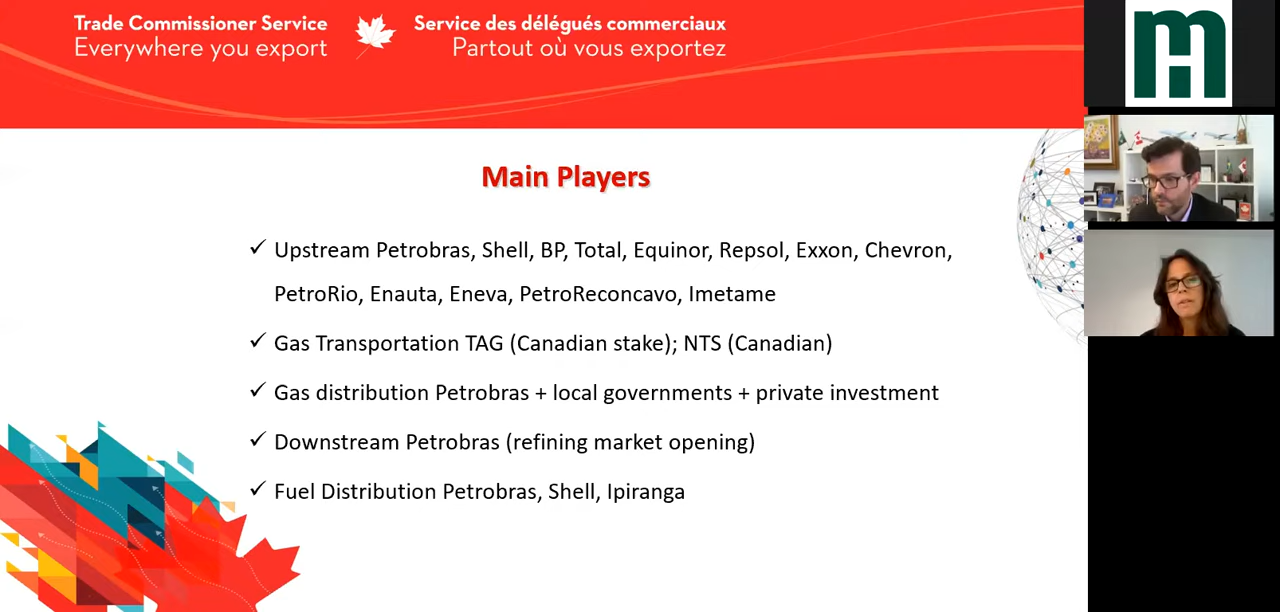 Trade Commissioner Service
Everywhere you export
Service des délégués commerciaux
Partout où vous exportez
Main Players
✓ Upstream Petrobras, Shell, BP, Total, Equinor, Repsol, Exxon, Chevron,
PetroRio, Enauta, Eneva, PetroReconcavo, Imetame
✓ Gas Transportation TAG (Canadian stake); NTS (Canadian)
✓ Gas distribution Petrobras + local governments + private investment
✓ Downstream Petrobras (refining market opening)
✓ Fuel Distribution Petrobras, Shell, Ipiranga